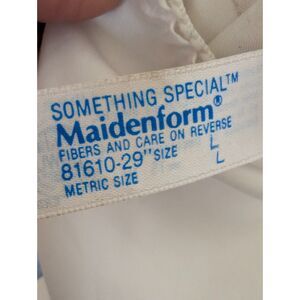 SOMETHING SPECIAL™
Maidenform®
FIBERS AND CARE ON REVERSE
81610-29" SIZE L
METRIC SIZE L